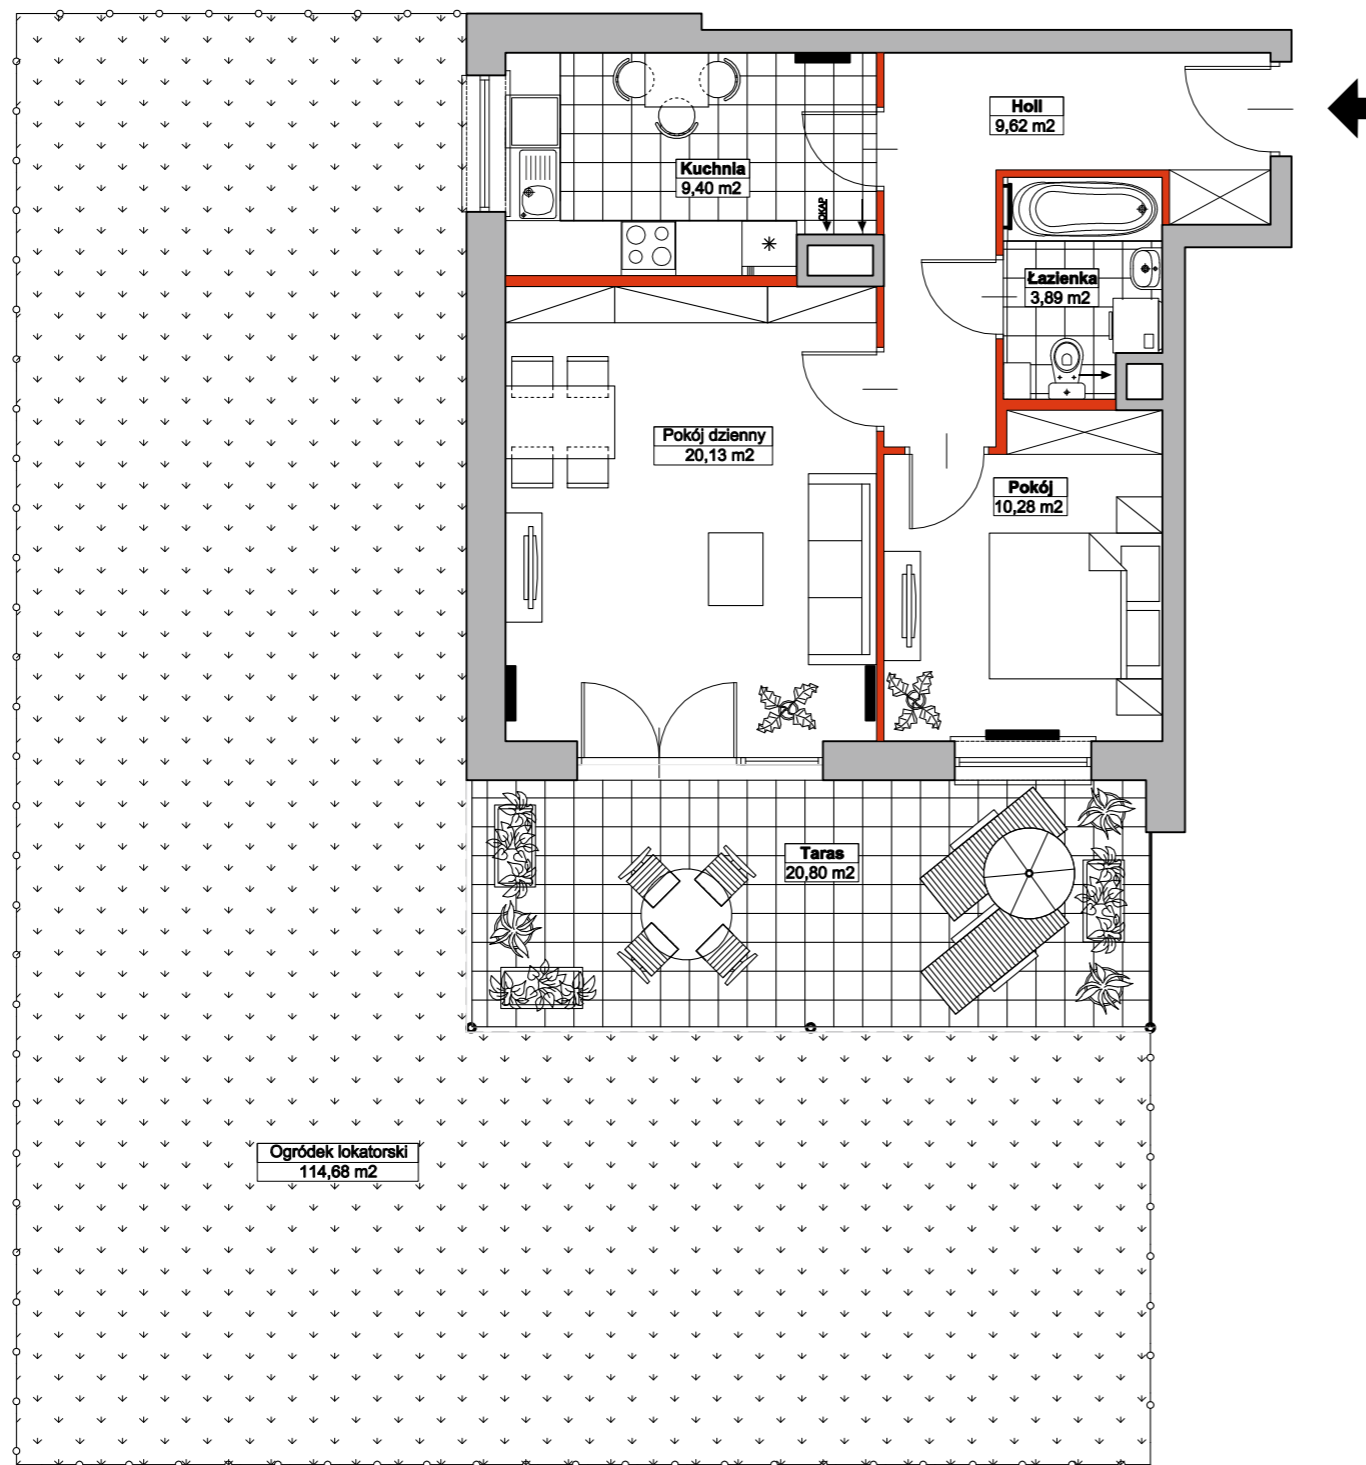 Holl
9,62 m2
Kuchnia
9,40 m2
OKAP
Łazienka
3,89 m2
Pokój dzienny
20,13 m2
Pokój
10,28 m2
Taras
20,80 m2
Ogródek lokatorski
114,68 m2